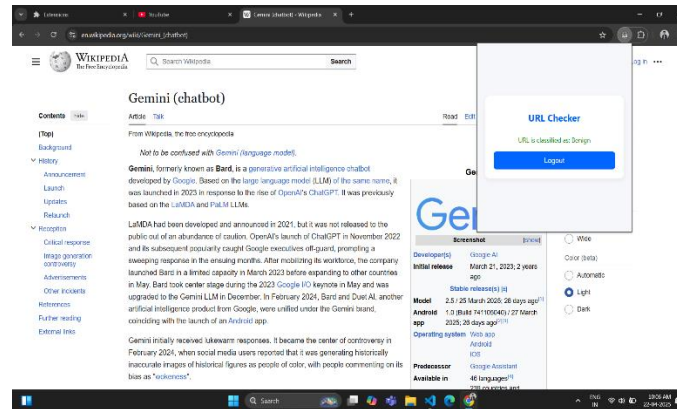 Extensions
Youtube
Gemini (chatbot) - Wikipedia
en.wikipedia.org/wiki/Gemini_(chatbot)
WIKIPEDIA
The Free Encyclopedia
Search Wikipedia
Search
Log in
Contents hide
(Top)
Background
History
Announcement
Launch
Updates
Relaunch
Reception
Critical response
Image generation
controversy
Advertisements
Other incidents
References
Further reading
External links
Gemini (chatbot)
Article Talk
Read Edit
From Wikipedia, the free encyclopedia
Not to be confused with Gemini (language model).
Gemini, formerly known as Bard, is a generative artificial intelligence chatbot
developed by Google. Based on the large language model (LLM) of the same name, it
was launched in 2023 in response to the rise of OpenAI's ChatGPT. It was previously
based on the LaMDA and PaLM LLMs.
LaMDA had been developed and announced in 2021, but it was not released to the
public out of an abundance of caution. OpenAI's launch of ChatGPT in November 2022
and its subsequent popularity caught Google executives off-guard, prompting a
sweeping response in the ensuing months. After mobilizing its workforce, the company
launched Bard in a limited capacity in March 2023 before expanding to other countries
in May. Bard took center stage during the 2023 Google I/O keynote in May and was
upgraded to the Gemini LLM in December. In February 2024, Bard and Duet AI, another
artificial intelligence product from Google, were unified under the Gemini brand,
coinciding with the launch of an Android app.
Gemini initially received lukewarm responses. It became the center of controversy in
February 2024, when social media users reported that it was generating historically
inaccurate images of historical figures as people of color, with people commenting on its
bias as "wokeness".
Ge
Ge
Screenshot [show]
Developer(s) Google AI
Initial release March 21, 2023; 2 years
ago
Stable release(s)
Model 2.5 / 25 March 2025; 28 days ago
Android 1.0 (Build 741106040) / 27 March
app 2025; 26 days ago
Operating system Web app
Android
iOS
Predecessor Google Assistant
Available in 46 languages
238 countries and
URL Checker
URL is classified as: Benign
Logout
Wide
Color (beta)
Automatic
Light
Dark
Search
ENG
IN
10:06 AM
22-04-2025